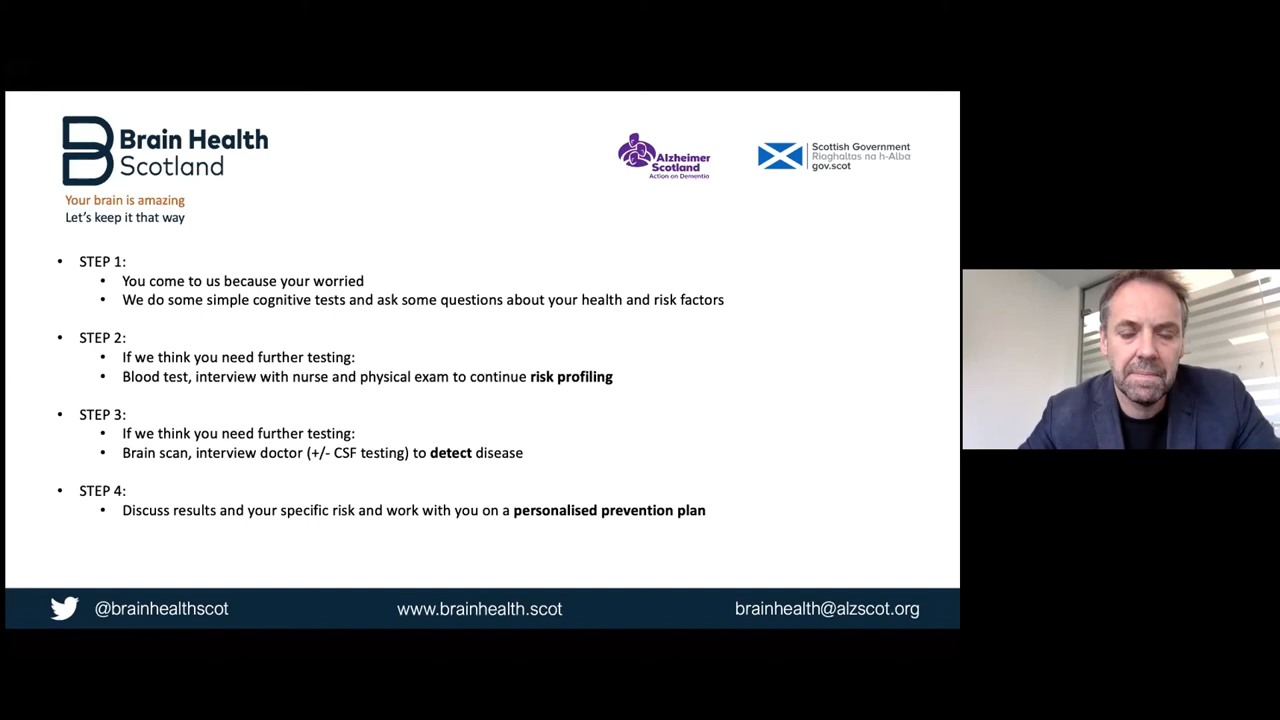 Brain Health
Scotland
Your brain is amazing
Let's keep it that way
Alzheimer
Scotland
Action on Dementia
Scottish Government
Riaghaltas na h-Alba
gov.scot
• STEP 1:
• You come to us because your worried
• We do some simple cognitive tests and ask some questions about your health and risk factors
• STEP 2:
• If we think you need further testing:
• Blood test, interview with nurse and physical exam to continue risk profiling
• STEP 3:
• If we think you need further testing:
• Brain scan, interview doctor (+/- CSF testing) to detect disease
• STEP 4:
• Discuss results and your specific risk and work with you on a personalised prevention plan
@brainhealthscot
www.brainhealth.scot
brainhealth@alzscot.org